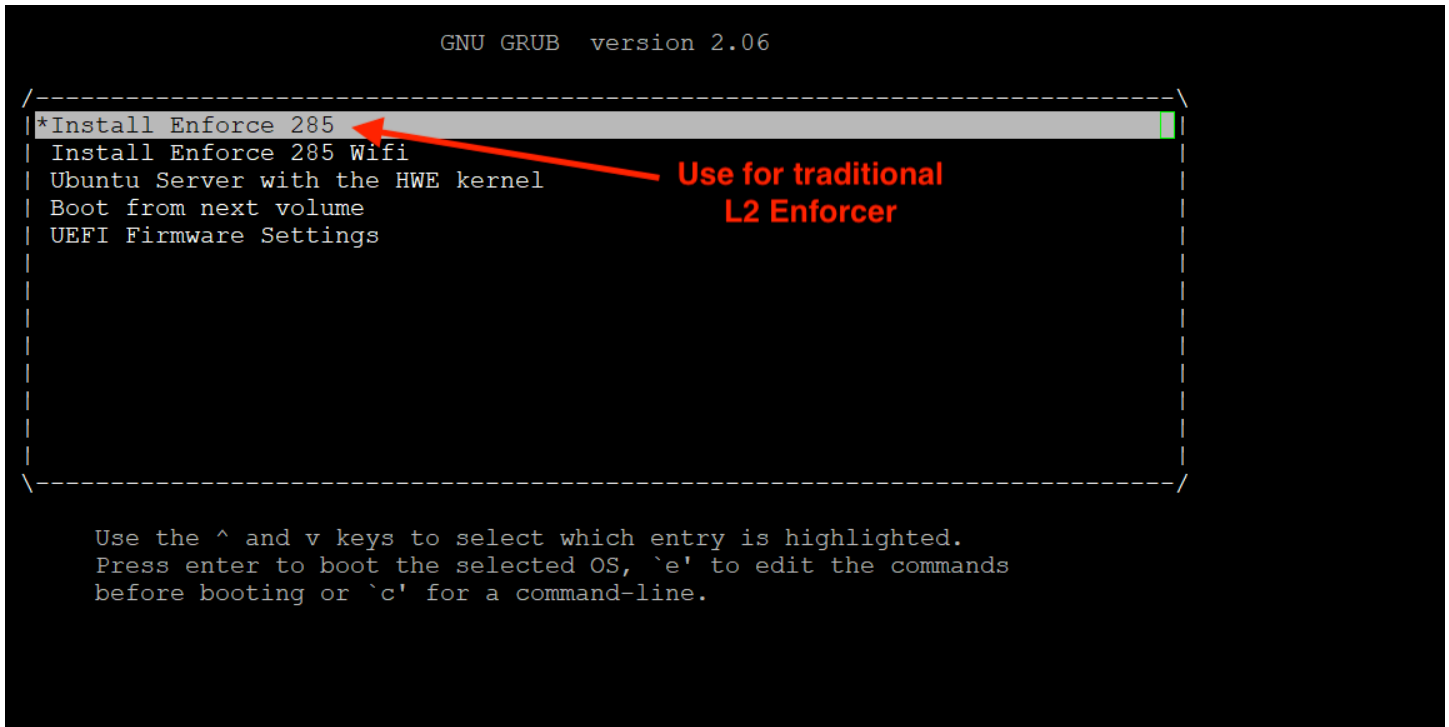 GNU GRUB  version 2.06
*Install Enforce 285
Install Enforce 285 Wifi
Ubuntu Server with the HWE kernel
Boot from next volume
UEFI Firmware Settings
Use for traditional
L2 Enforcer
Use the ^ and v keys to select which entry is highlighted.
Press enter to boot the selected OS, `e' to edit the commands
before booting or `c' for a command-line.